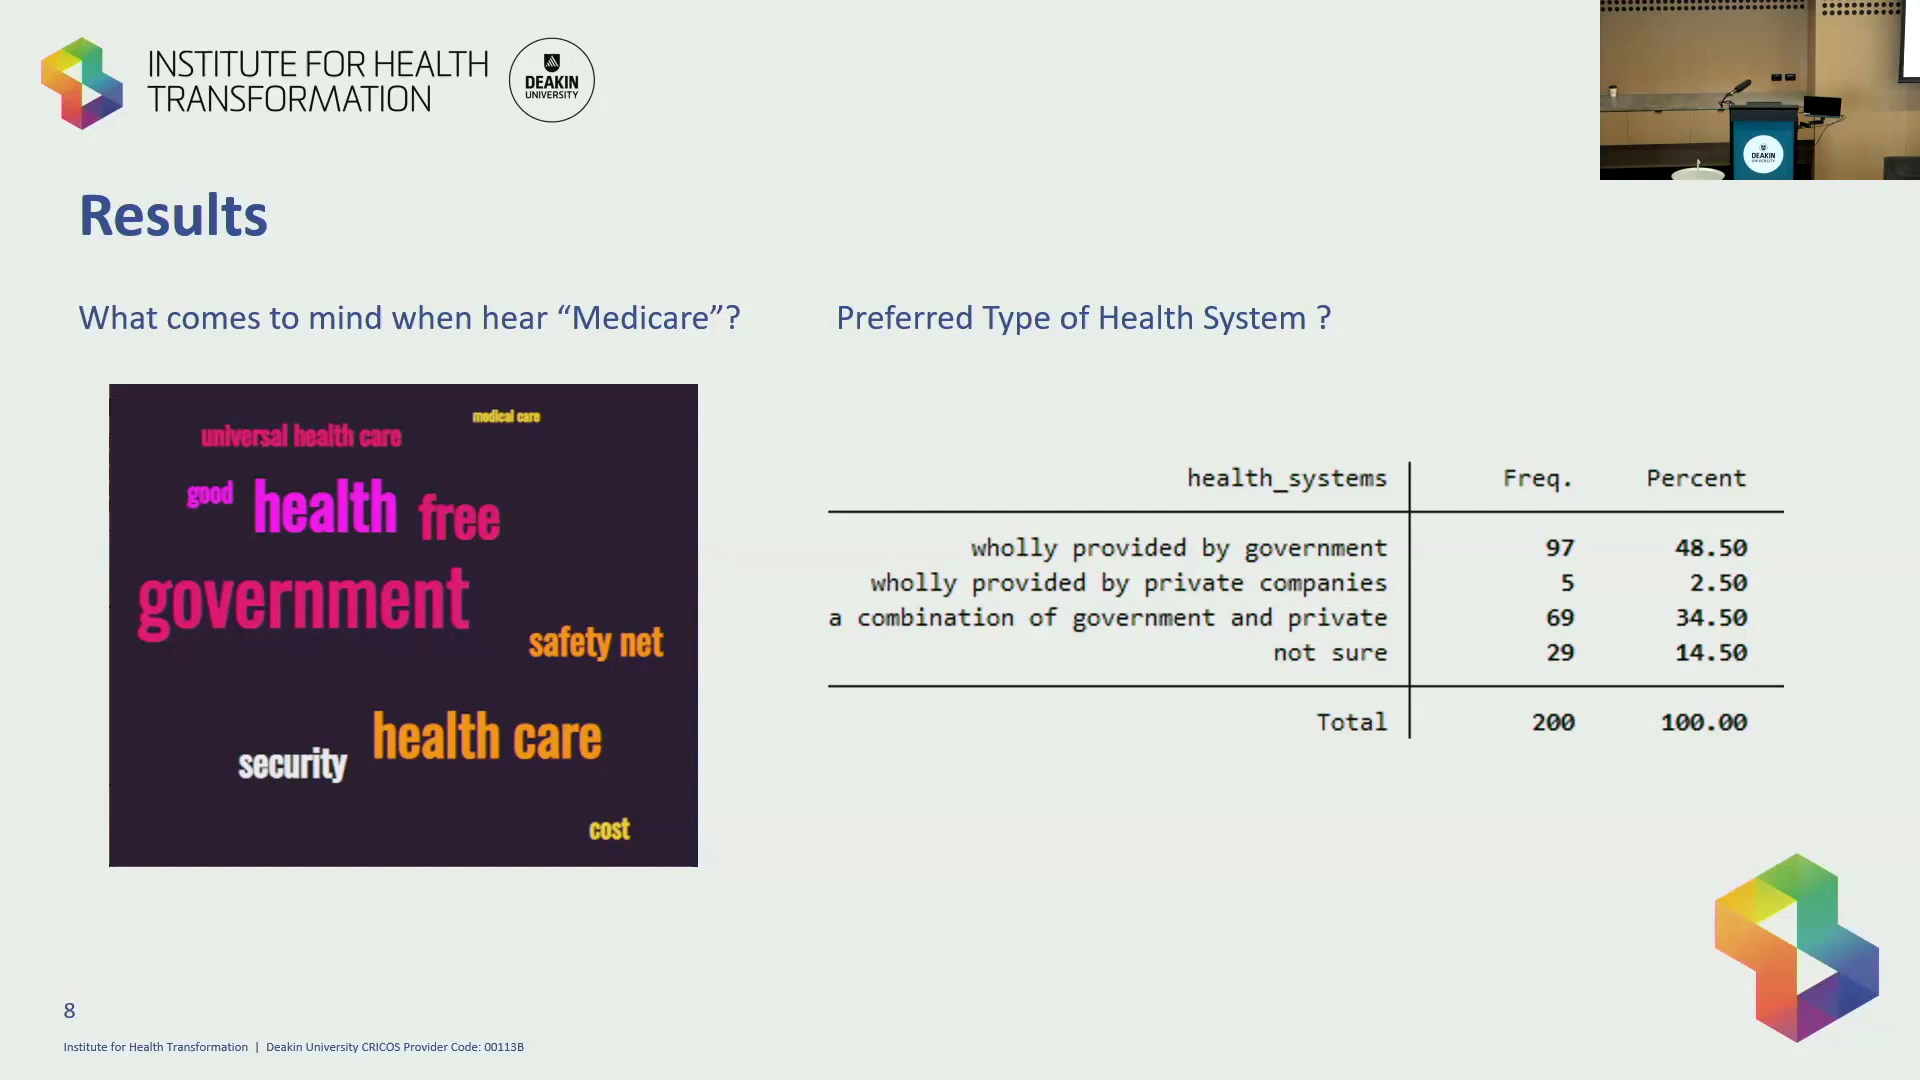 INSTITUTE FOR HEALTH
TRANSFORMATION
DEAKIN
UNIVERSITY
DEAKIN
UNIVERSITY
Results
What comes to mind when hear “Medicare”?
medical care
universal health care
good health free
government
safety net
health care
security
cost
Preferred Type of Health System ?
health_systems Freq. Percent
wholly provided by government 97 48.50
wholly provided by private companies 5 2.50
a combination of government and private 69 34.50
not sure 29 14.50
Total 200 100.00
8
Institute for Health Transformation | Deakin University CRICOS Provider Code: 00113B